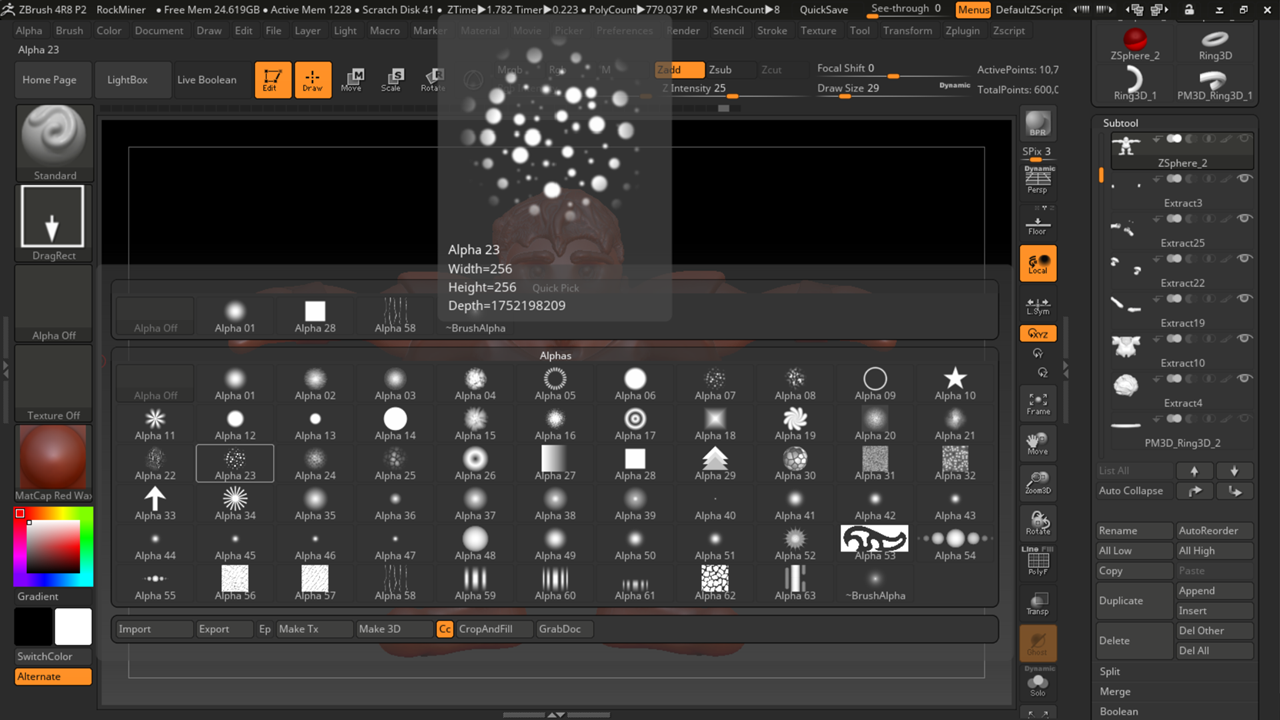 ZBrush 4R8 P2 RockMiner • Free Mem 24.619GB • Active Mem 1228 • Scratch Disk 41 • ZTime▶1.782 Timer▶0.223 • PolyCount▶779.037 KP • MeshCount▶8 QuickSave See-through 0 Menus DefaultZScript
Alpha Brush Color Document Draw Edit File Layer Light Macro Marker Material Movie Picker Preferences Render Stencil Stroke Texture Tool Transform Zplugin Zscript
Alpha 23
Home Page LightBox Live Boolean Edit Draw Move Scale Rotate Mrgb Rgb M Zadd Zsub Zcut Focal Shift 0 ActivePoints: 10,7
Z Intensity 25 Draw Size 29 Dynamic TotalPoints: 600,0
ZSphere_2 Ring3D
Ring3D_1 PM3D_Ring3D_1
Standard
DragRect
Alpha Off
Texture Off
MatCap Red Wax
Gradient
SwitchColor
Alternate
Alpha 23
Width=256
Height=256
Depth=1752198209
Quick Pick
Alpha Off Alpha 01 Alpha 28 Alpha 58 ~BrushAlpha
Alphas
Alpha Off Alpha 01 Alpha 02 Alpha 03 Alpha 04 Alpha 05 Alpha 06 Alpha 07 Alpha 08 Alpha 09 Alpha 10
Alpha 11 Alpha 12 Alpha 13 Alpha 14 Alpha 15 Alpha 16 Alpha 17 Alpha 18 Alpha 19 Alpha 20 Alpha 21
Alpha 22 Alpha 23 Alpha 24 Alpha 25 Alpha 26 Alpha 27 Alpha 28 Alpha 29 Alpha 30 Alpha 31 Alpha 32
Alpha 33 Alpha 34 Alpha 35 Alpha 36 Alpha 37 Alpha 38 Alpha 39 Alpha 40 Alpha 41 Alpha 42 Alpha 43
Alpha 44 Alpha 45 Alpha 46 Alpha 47 Alpha 48 Alpha 49 Alpha 50 Alpha 51 Alpha 52 Alpha 53 Alpha 54
Alpha 55 Alpha 56 Alpha 57 Alpha 58 Alpha 59 Alpha 60 Alpha 61 Alpha 62 Alpha 63 ~BrushAlpha
Import Export Ep Make Tx Make 3D Cc CropAndFill GrabDoc
BPR
SPix 3
Dynamic
Persp
Floor
Local
L.Sym
XYZ
Frame
Move
Zoom3D
Rotate
Line Fill
PolyF
Transp
Ghost
Dynamic
Solo
Subtool
ZSphere_2
Extract3
Extract25
Extract22
Extract19
Extract10
Extract4
PM3D_Ring3D_2
List All
Auto Collapse
Rename AutoReorder
All Low All High
Copy Paste
Duplicate Append
Insert
Delete Del Other
Del All
Split
Merge
Boolean